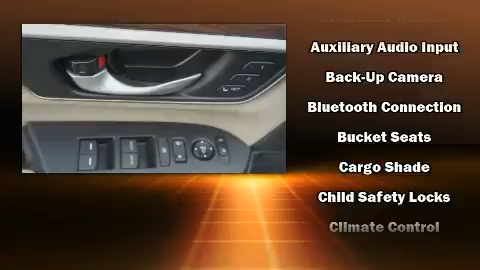 Auxiliary Audio Input
Back-Up Camera
Bluetooth Connection
Bucket Seats
Cargo Shade
Child Safety Locks
Climate Control